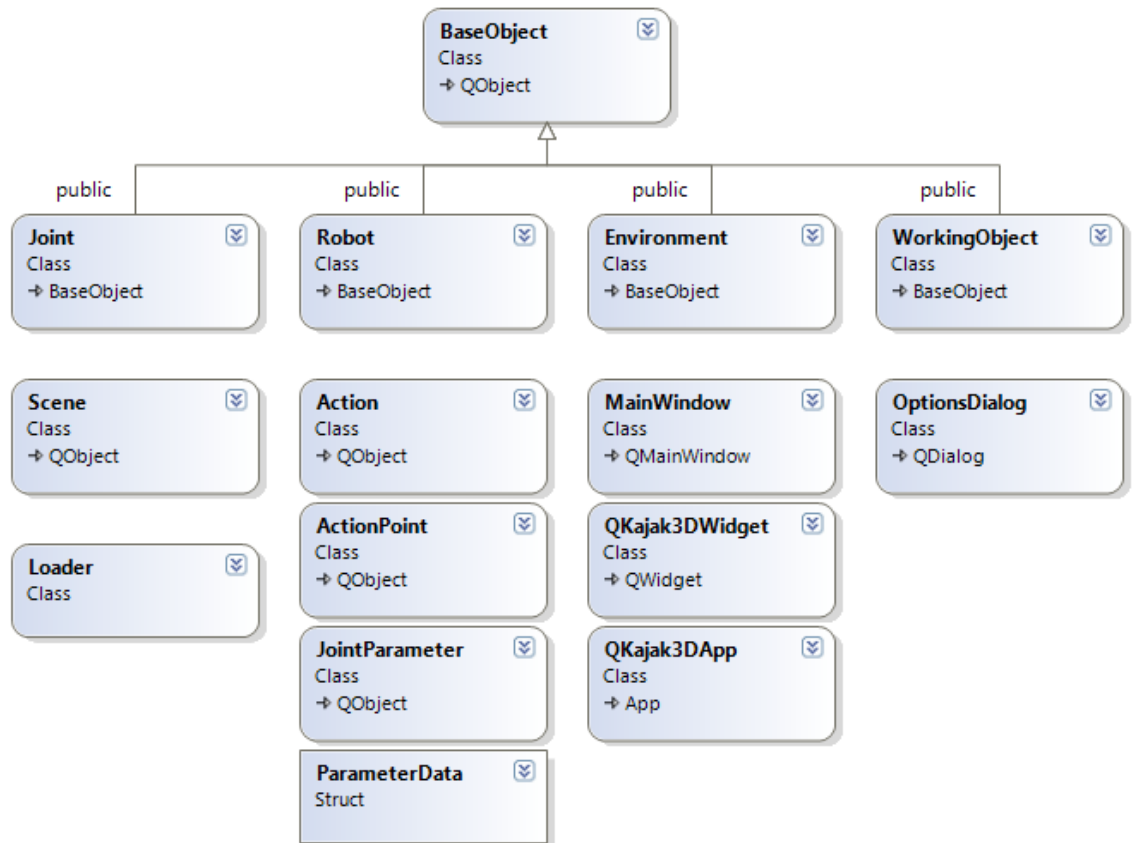 BaseObject
Class
QObject
public
public
public
public
Joint
Class
BaseObject
Robot
Class
BaseObject
Environment
Class
BaseObject
WorkingObject
Class
BaseObject
Scene
Class
QObject
Action
Class
QObject
MainWindow
Class
QMainWindow
OptionsDialog
Class
QDialog
ActionPoint
Class
QObject
QKajak3DWidget
Class
QWidget
Loader
Class
JointParameter
Class
QObject
QKajak3DApp
Class
App
ParameterData
Struct